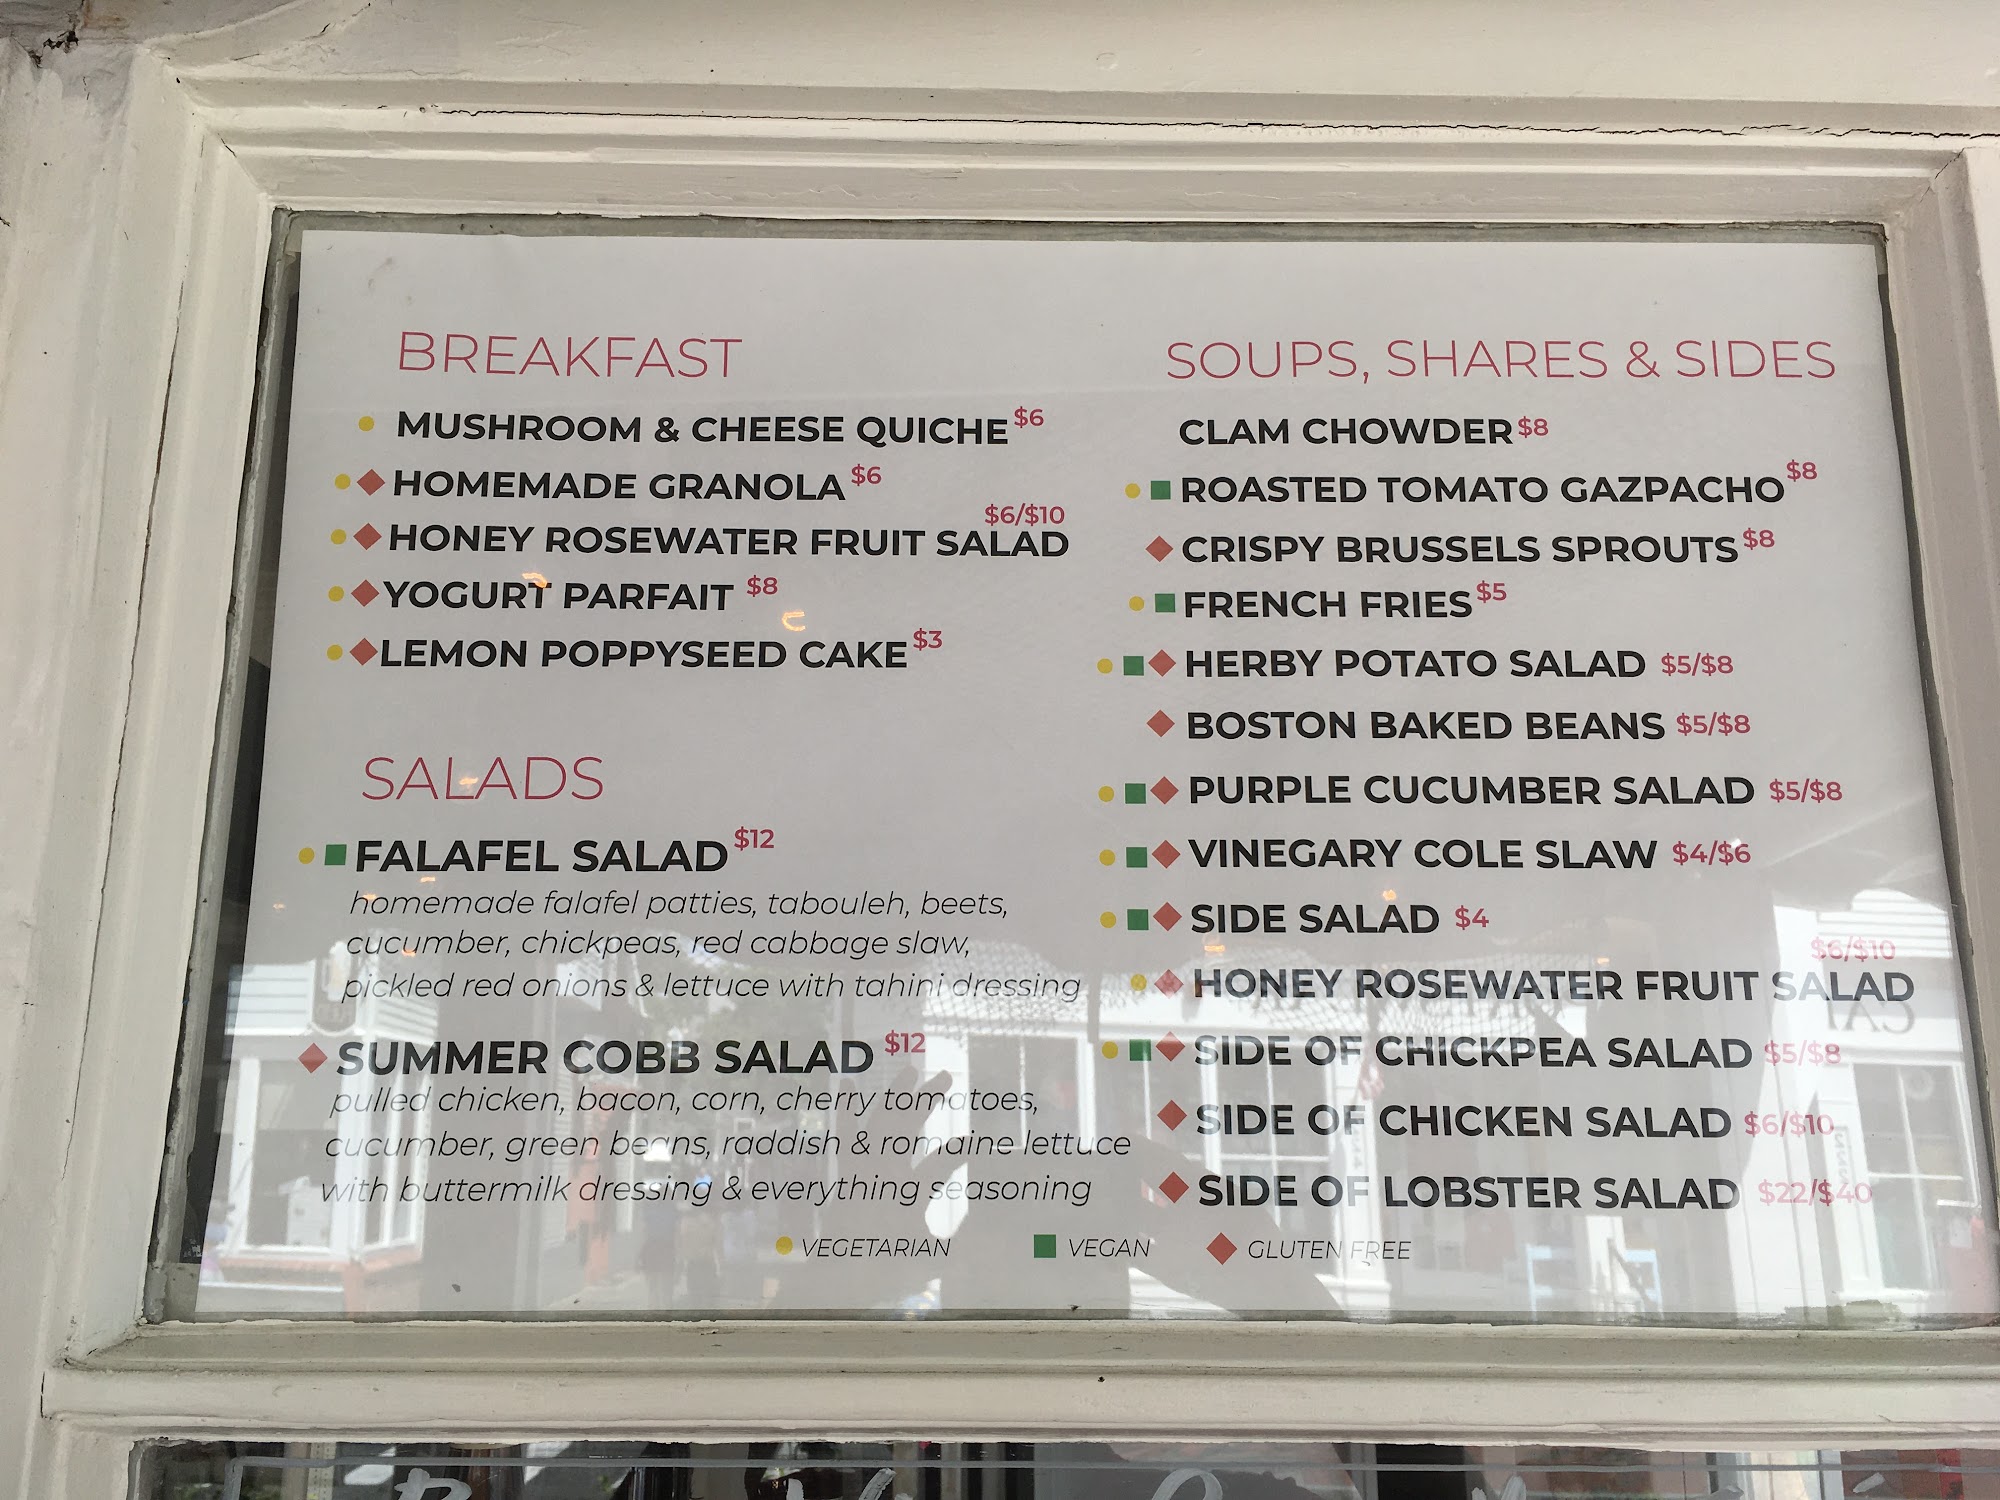 BREAKFAST
MUSHROOM & CHEESE QUICHE $6
HOMEMADE GRANOLA $6
$6/$10
HONEY ROSEWATER FRUIT SALAD
YOGURT PARFAIT $8
LEMON POPPYSEED CAKE $3
SALADS
FALAFEL SALAD $12
homemade falafel patties, tabouleh, beets,
cucumber, chickpeas, red cabbage slaw,
pickled red onions & lettuce with tahini dressing
SUMMER COBB SALAD $12
pulled chicken, bacon, corn, cherry tomatoes,
cucumber, green beans, raddish & romaine lettuce
with buttermilk dressing & everything seasoning
SOUPS, SHARES & SIDES
CLAM CHOWDER $8
ROASTED TOMATO GAZPACHO $8
CRISPY BRUSSELS SPROUTS $8
FRENCH FRIES $5
HERBY POTATO SALAD $5/$8
BOSTON BAKED BEANS $5/$8
PURPLE CUCUMBER SALAD $5/$8
VINEGARY COLE SLAW $4/$6
SIDE SALAD $4
$6/$10
HONEY ROSEWATER FRUIT SALAD
SIDE OF CHICKPEA SALAD $5/$8
SIDE OF CHICKEN SALAD $6/$10
SIDE OF LOBSTER SALAD $22/$40
VEGETARIAN VEGAN GLUTEN FREE